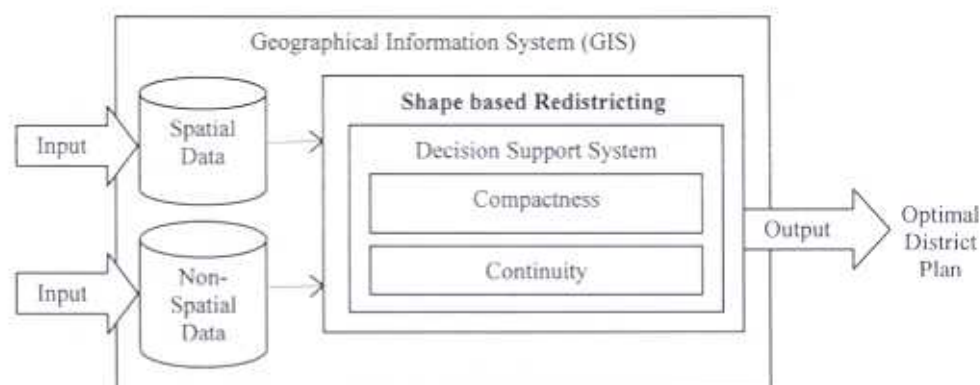 Geographical Information System (GIS)
Shape based Redistricting
Input
Spatial
Data
Decision Support System
Compactness
Output
Optimal
District
Plan
Continuity
Input
Non-
Spatial
Data